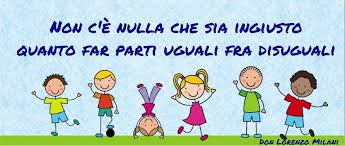 Non c'è nulla che sia ingiusto
quanto far parti uguali fra disuguali
Don Lorenzo Milani